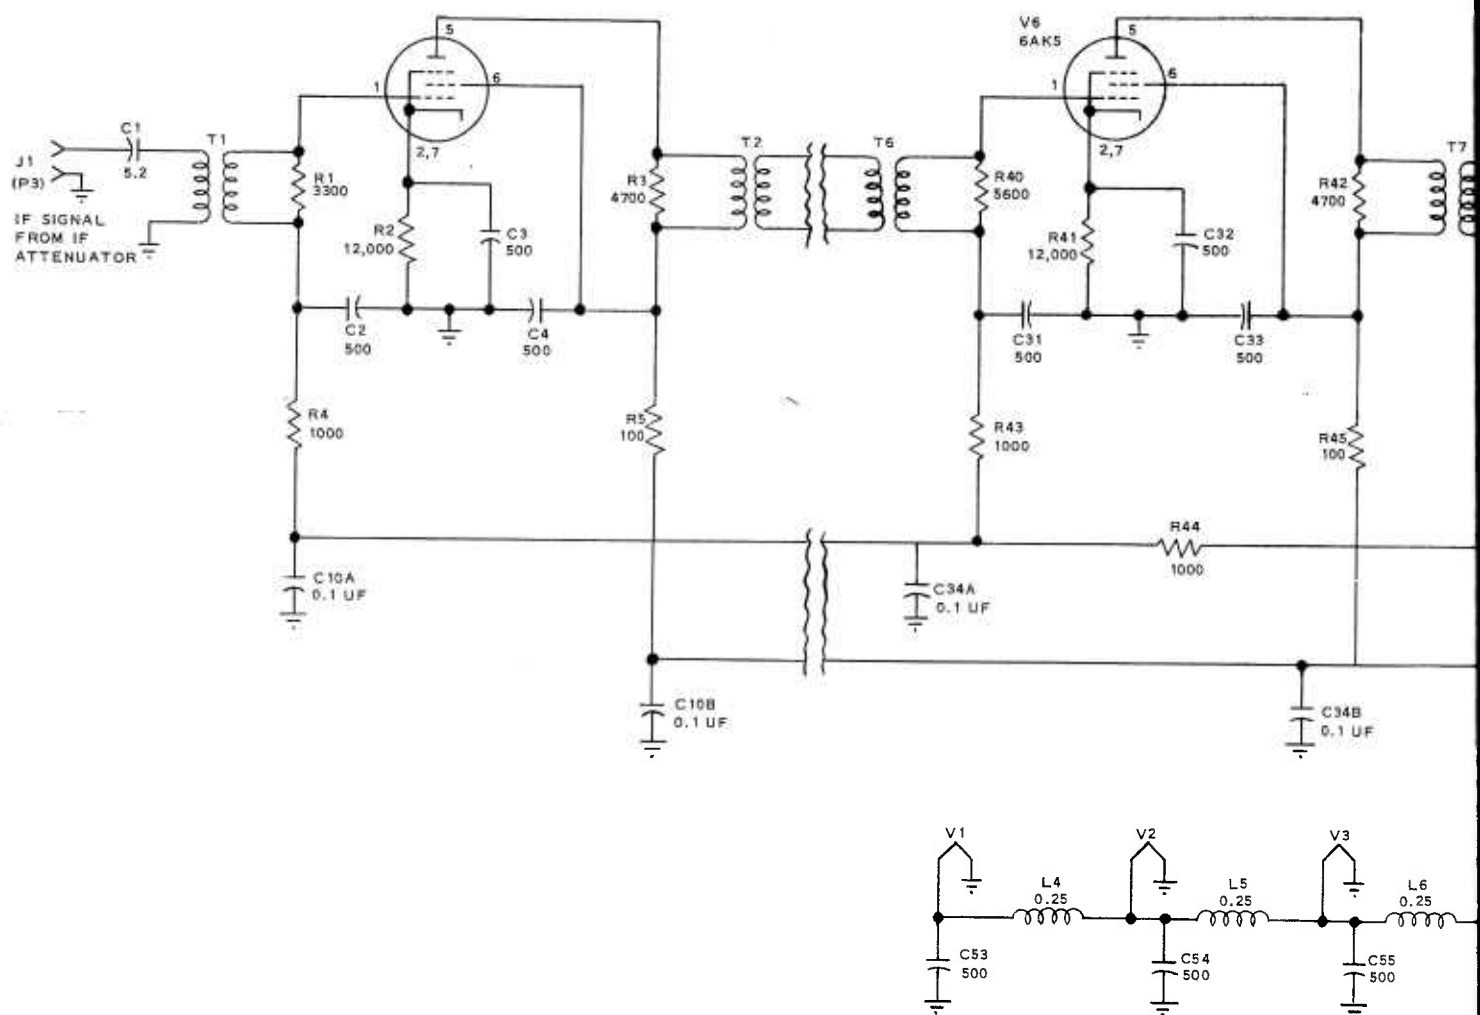 V6
6AK5
5
6
1
2,7
5
6
1
2,7
J1
(P3)
C1
5.2
T1
R1
3300
IF SIGNAL
FROM IF
ATTENUATOR
R2
12,000
C3
500
R3
4700
T2
T6
R40
5600
R41
12,000
C32
500
R42
4700
T7
C2
500
C4
500
C31
500
C33
500
R4
1000
R5
100
R43
1000
R45
100
R44
1000
C10A
0.1 UF
C34A
0.1 UF
C10B
0.1 UF
C34B
0.1 UF
V1
V2
V3
L4
0.25
L5
0.25
L6
0.25
C53
500
C54
500
C55
500